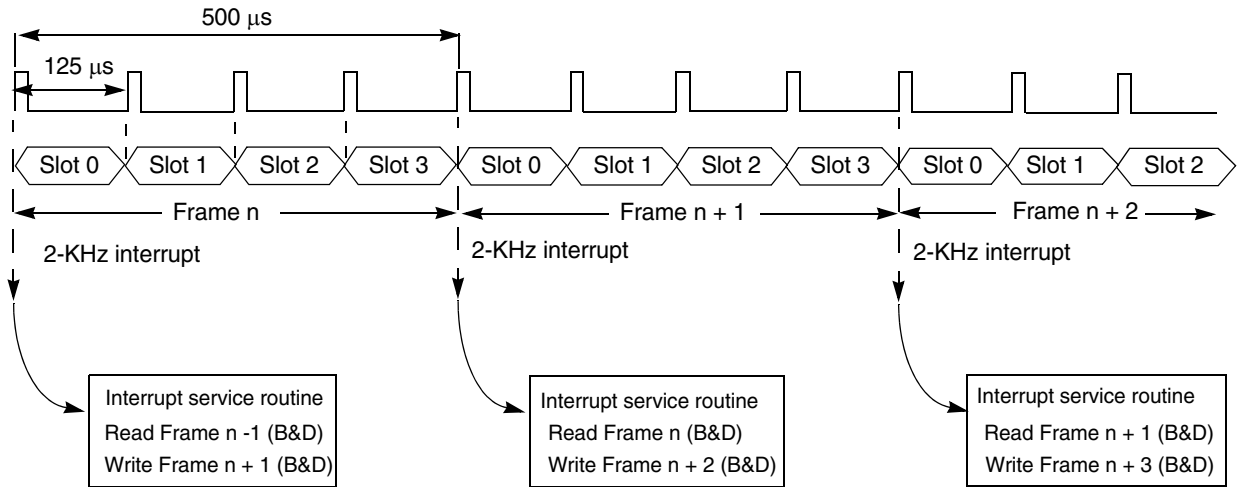 500 μs
125 μs
Slot 0 Slot 1 Slot 2 Slot 3 Slot 0 Slot 1 Slot 2 Slot 3 Slot 0 Slot 1 Slot 2
Frame n Frame n + 1 Frame n + 2
2-KHz interrupt 2-KHz interrupt 2-KHz interrupt
Interrupt service routine
Read Frame n -1 (B&D)
Write Frame n + 1 (B&D)
Interrupt service routine
Read Frame n (B&D)
Write Frame n + 2 (B&D)
Interrupt service routine
Read Frame n + 1 (B&D)
Write Frame n + 3 (B&D)